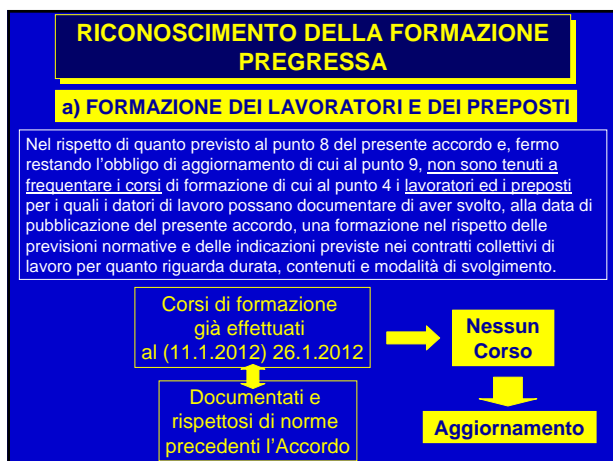 RICONOSCIMENTO DELLA FORMAZIONE
PREGRESSA
a) FORMAZIONE DEI LAVORATORI E DEI PREPOSTI
Nel rispetto di quanto previsto al punto 8 del presente accordo e, fermo
restando l'obbligo di aggiornamento di cui al punto 9, non sono tenuti a
frequentare i corsi di formazione di cui al punto 4 i lavoratori ed i preposti
per i quali i datori di lavoro possano documentare di aver svolto, alla data di
pubblicazione del presente accordo, una formazione nel rispetto delle
previsioni normative e delle indicazioni previste nei contratti collettivi di
lavoro per quanto riguarda durata, contenuti e modalità di svolgimento.
Corsi di formazione
già effettuati
al (11.1.2012) 26.1.2012
Nessun
Corso
Documentati e
rispettosi di norme
precedenti l'Accordo
Aggiornamento